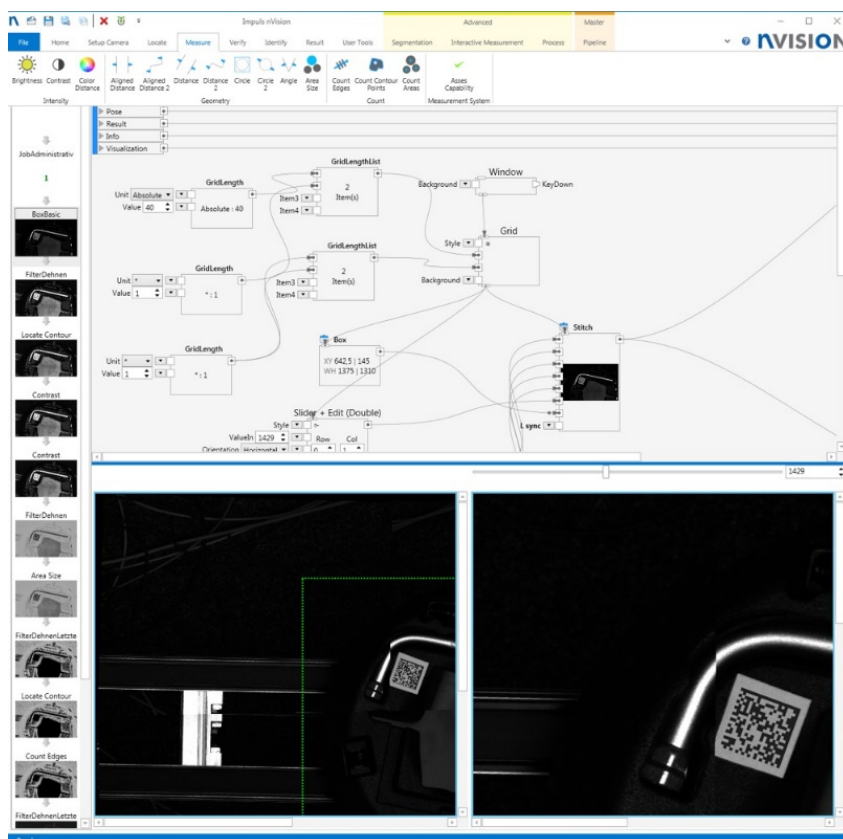 Impuls nVision
Advanced
Master
File
Home
Setup Camera
Locate
Measure
Verify
Identify
Result
User Tools
Segmentation
Interactive Measurement
Process
Pipeline
nVISION
Brightness
Contrast
Color Distance
Aligned Distance
Aligned Distance 2
Distance
Distance 2
Circle
Circle 2
Angle
Area Size
Count Edges
Count Contour Points
Count Areas
Asses Capability
Intensity
Geometry
Count
Measurement System
Pose
Result
Info
Visualization
JobAdministrativ
1
BoxBasic
FilterDehnen
Locate Contour
Contrast
Contrast
FilterDehnen
Area Size
FilterDehnenLetzte
Locate Contour
Count Edges
FilterDehnenLetzte
GridLength
Unit Absolute
Value 40
Absolute : 40
GridLengthList
2
Item(s)
Item3
Item4
Window
Background
KeyDown
Grid
Style
Background
GridLength
Unit *
Value 1
* : 1
GridLengthList
2
Item(s)
Item3
Item4
GridLength
Unit *
Value 1
* : 1
Box
XY 642,5 | 145
WH 1375 | 1310
Stitch
L sync
Slider + Edit (Double)
Style
ValueIn 1429
Row
Col
Orientation Horizontal
0
1
1429